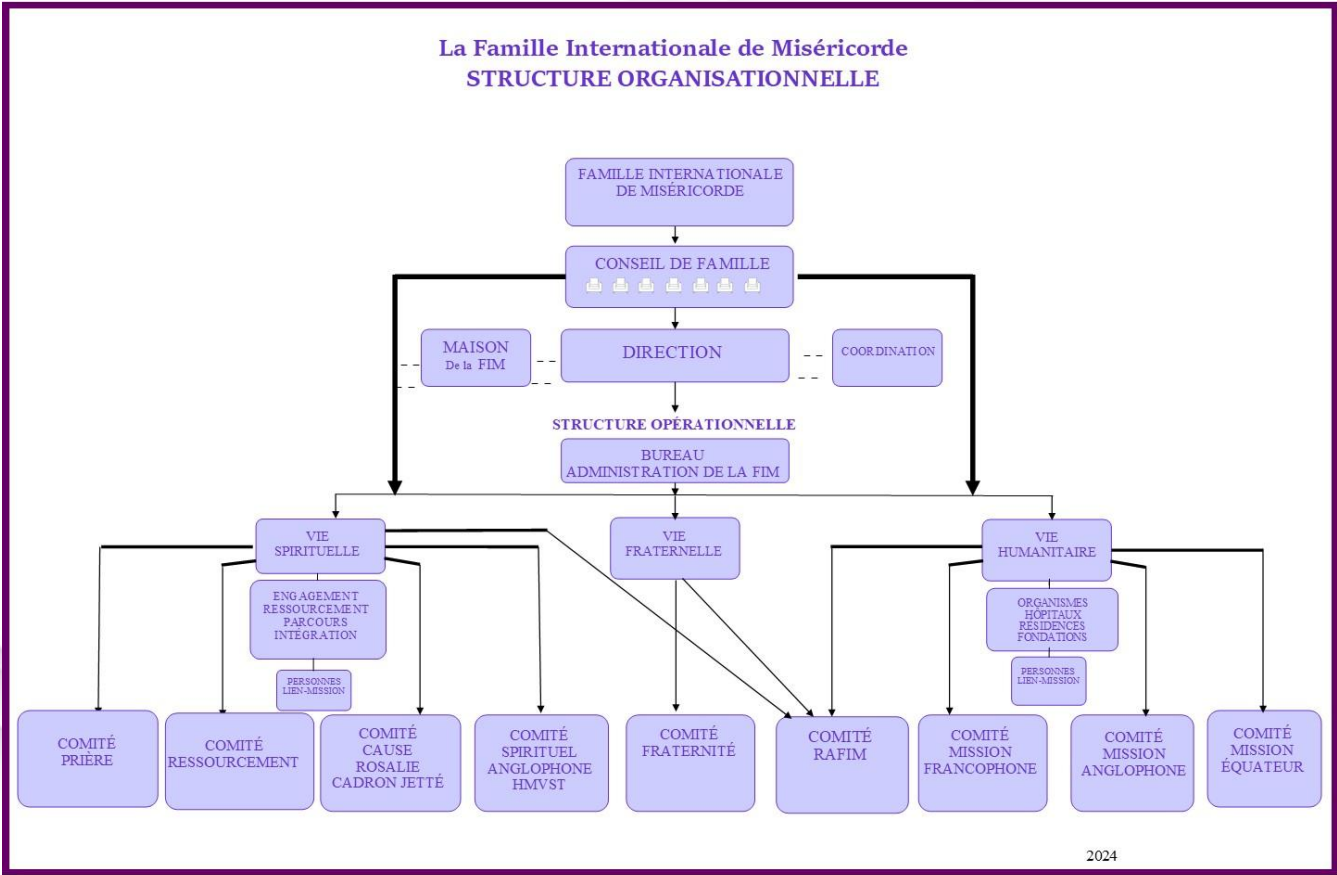 La Famille Internationale de Miséricorde
STRUCTURE ORGANISATIONNELLE
FAMILLE INTERNATIONALE
DE MISÉRICORDE
CONSEIL DE FAMILLE
MAISON
De la FIM
DIRECTION
COORDINATION
STRUCTURE OPÉRATIONNELLE
BUREAU
ADMINISTRATION DE LA FIM
VIE
SPIRITUELLE
VIE
FRATERNELLE
VIE
HUMANITAIRE
ENGAGEMENT
RESSOURCEMENT
PARCOURS
INTÉGRATION
PERSONNES
LIEN-MISSION
ORGANISMES
HÔPITAUX
RÉSIDENCES
FONDATIONS
PERSONNES
LIEN-MISSION
COMITÉ
PRIÈRE
COMITÉ
RESSOURCEMENT
COMITÉ
CAUSE
ROSALIE
CADRON JETTÉ
COMITÉ
SPIRITUEL
ANGLOPHONE
HMVST
COMITÉ
FRATERNITÉ
COMITÉ
RAFIM
COMITÉ
MISSION
FRANCOPHONE
COMITÉ
MISSION
ANGLOPHONE
COMITÉ
MISSION
ÉQUATEUR
2024